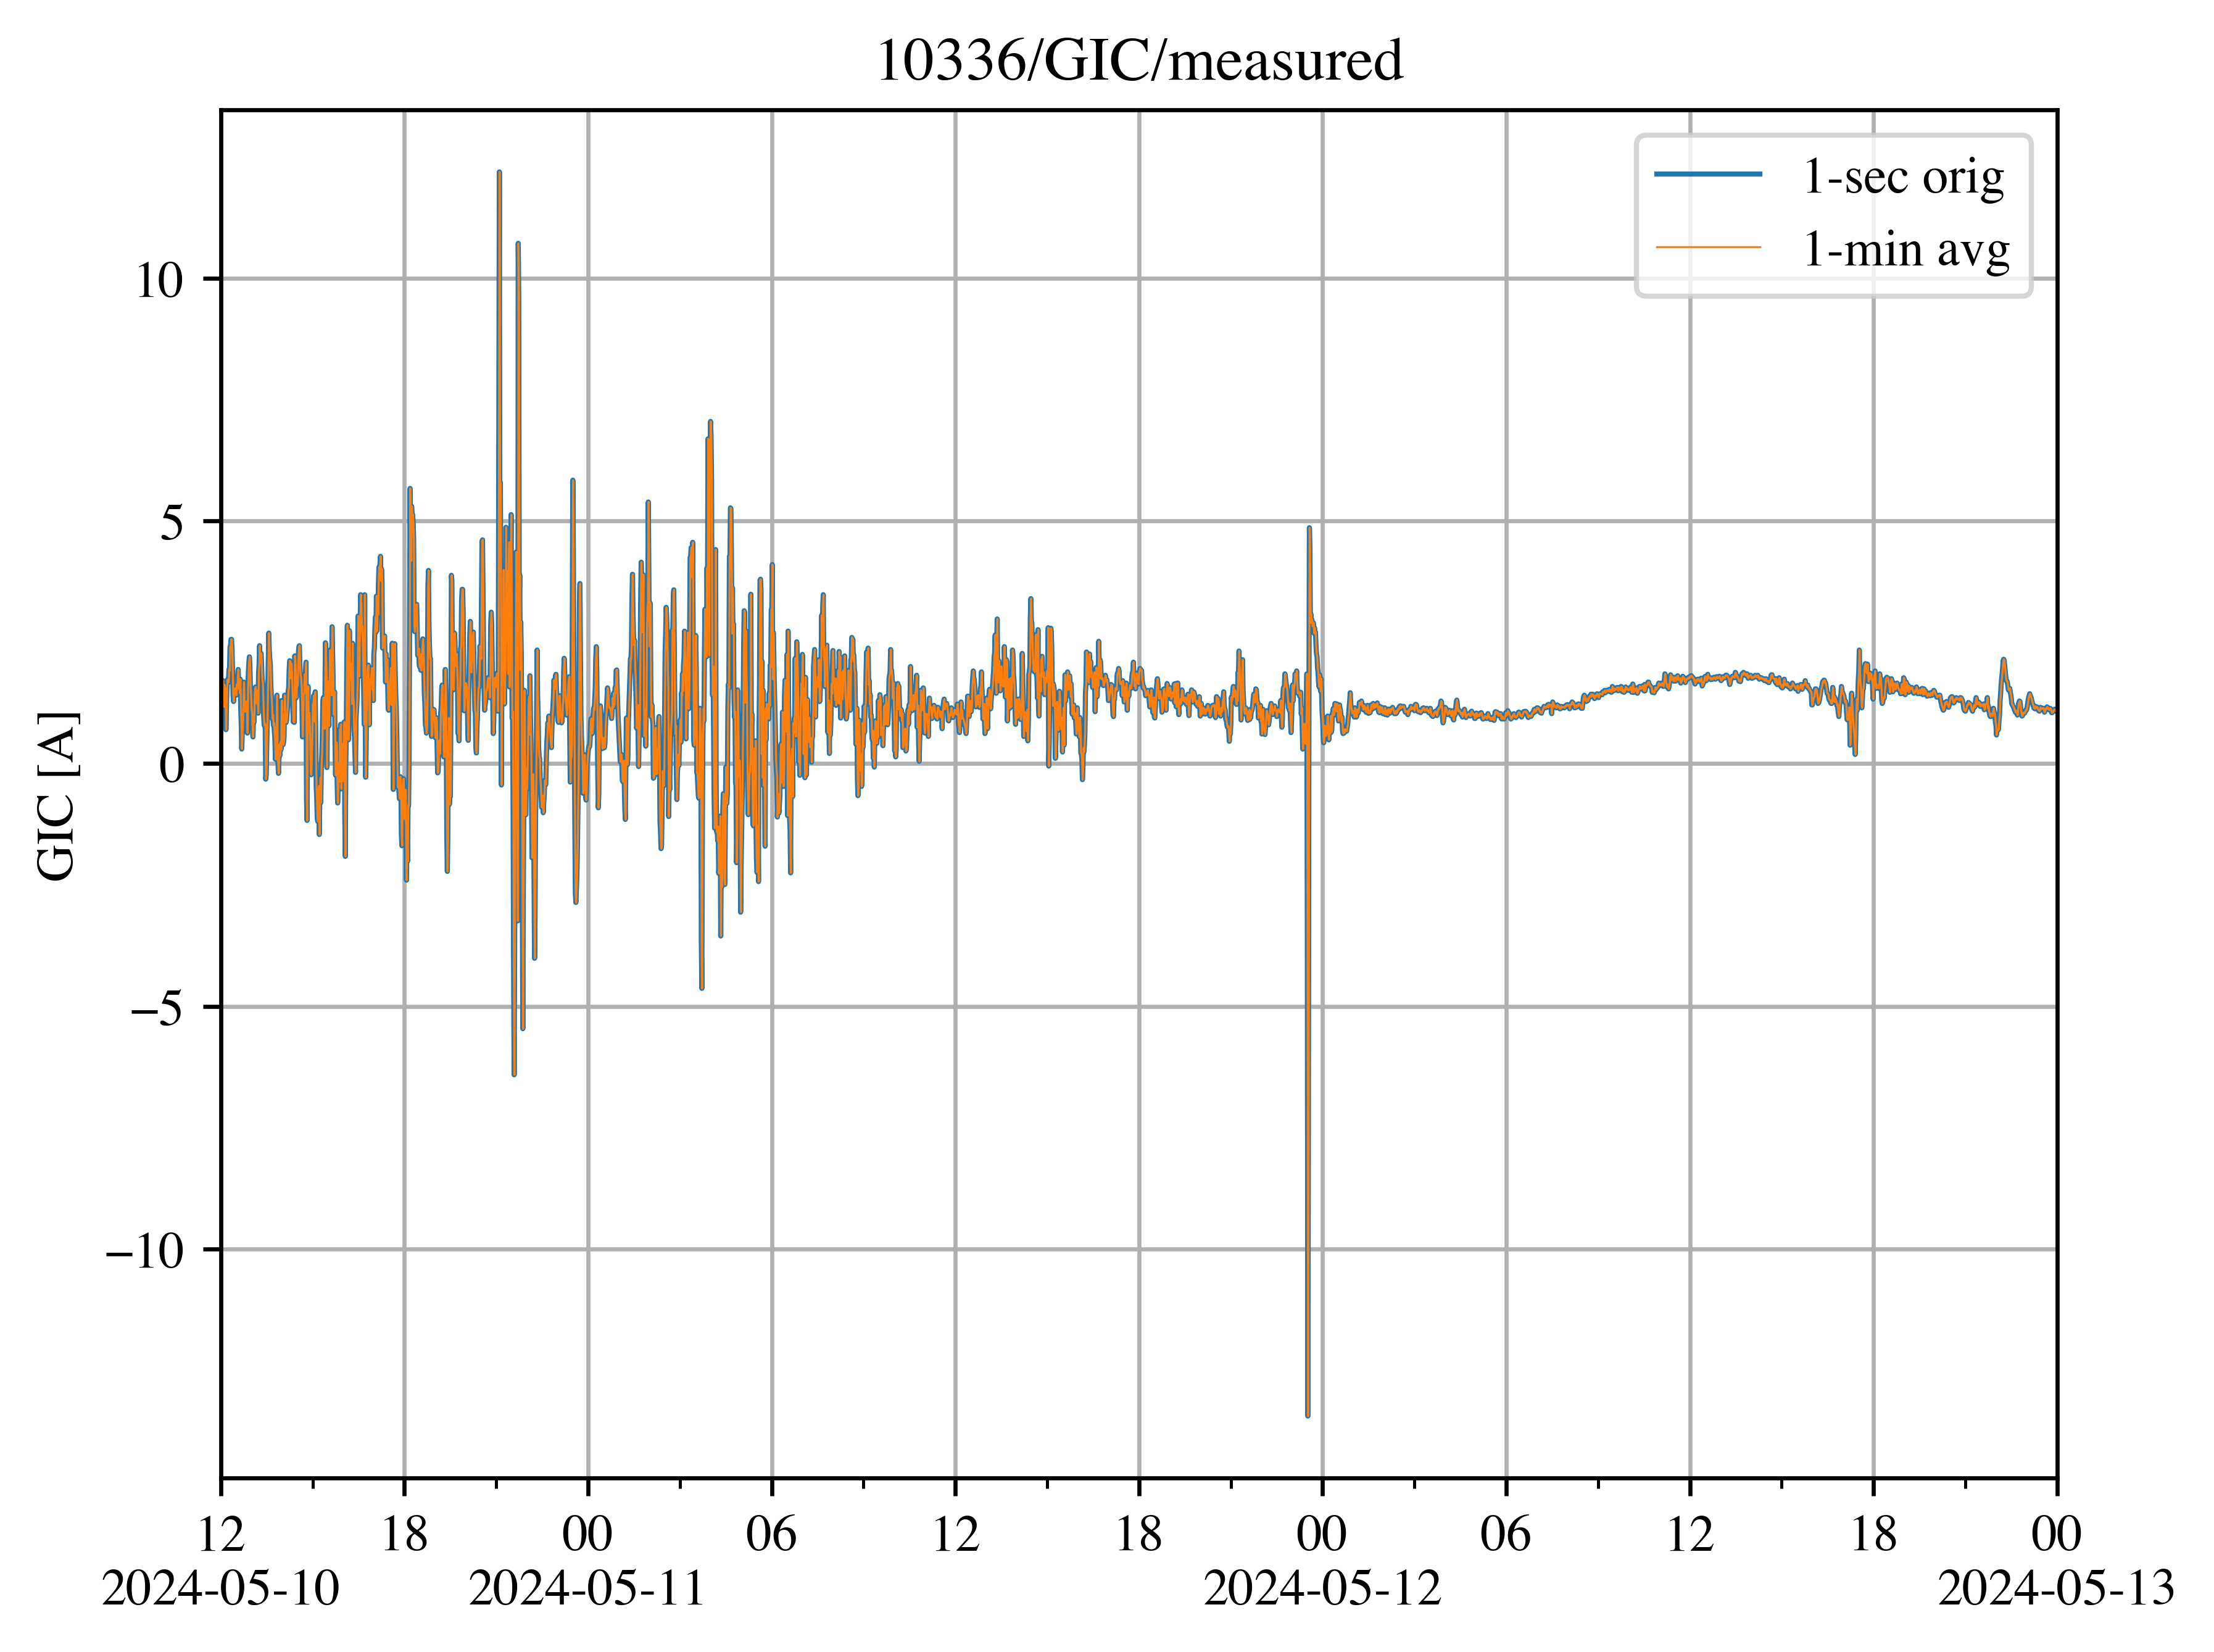 10336/GIC/measured
1-sec orig
1-min avg
10
5
0
−5
−10
GIC [A]
12 18 00 06 12 18 00 06 12 18 00
2024-05-10 2024-05-11 2024-05-12 2024-05-13